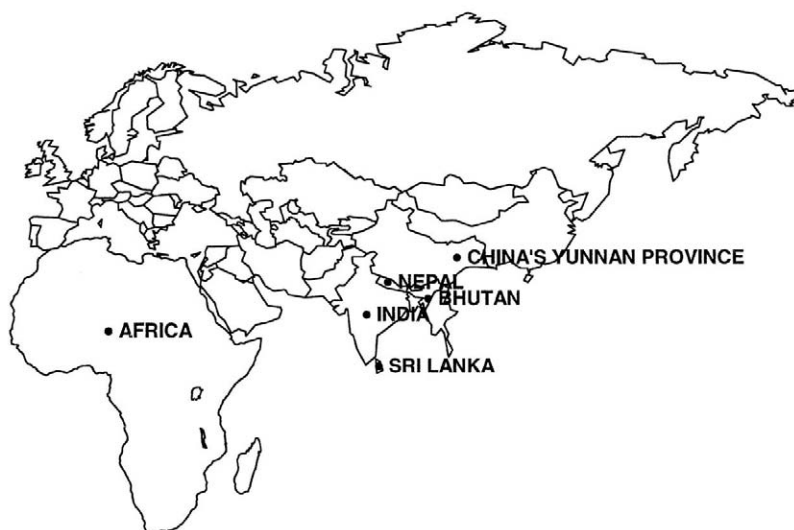 CHINA'S YUNNAN PROVINCE
NEPAL
BHUTAN
INDIA
AFRICA
SRI LANKA